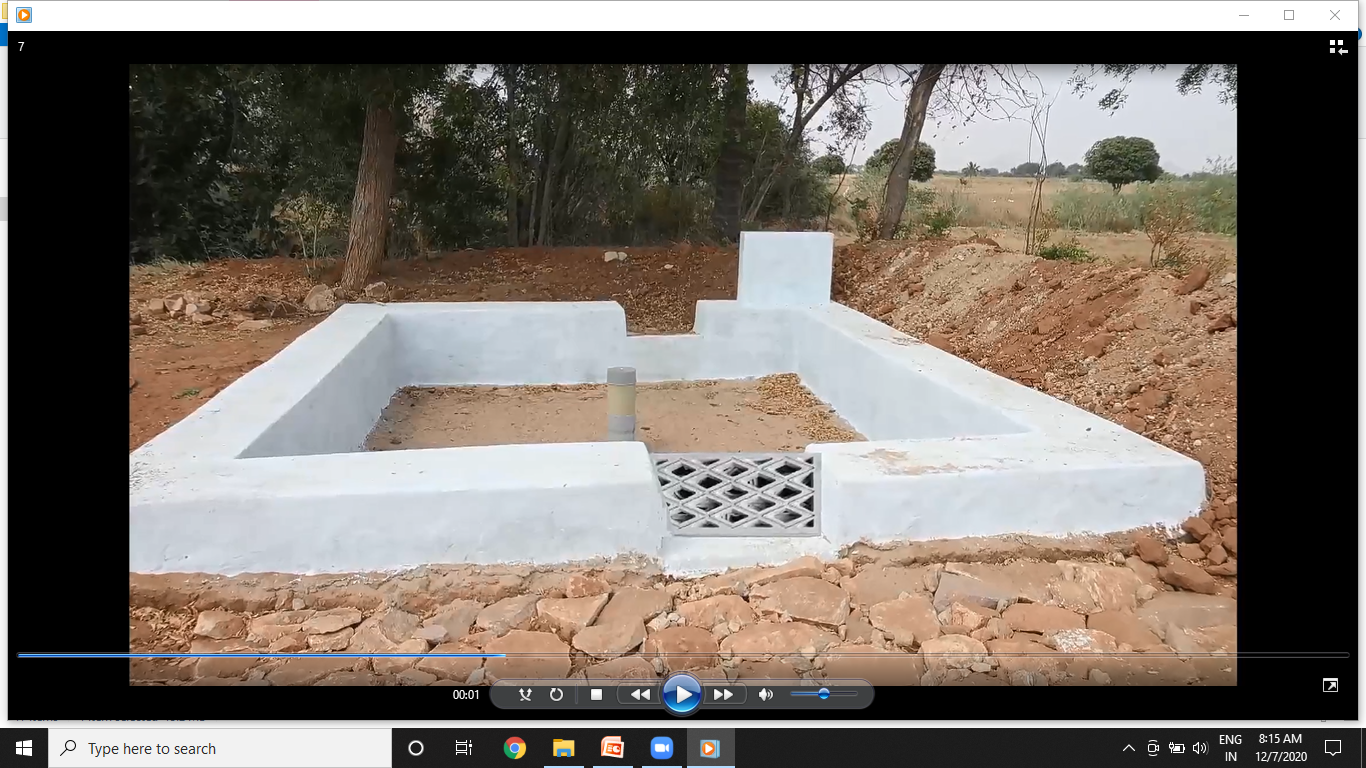 7
00:01
Type here to search
ENG
IN
8:15 AM
12/7/2020